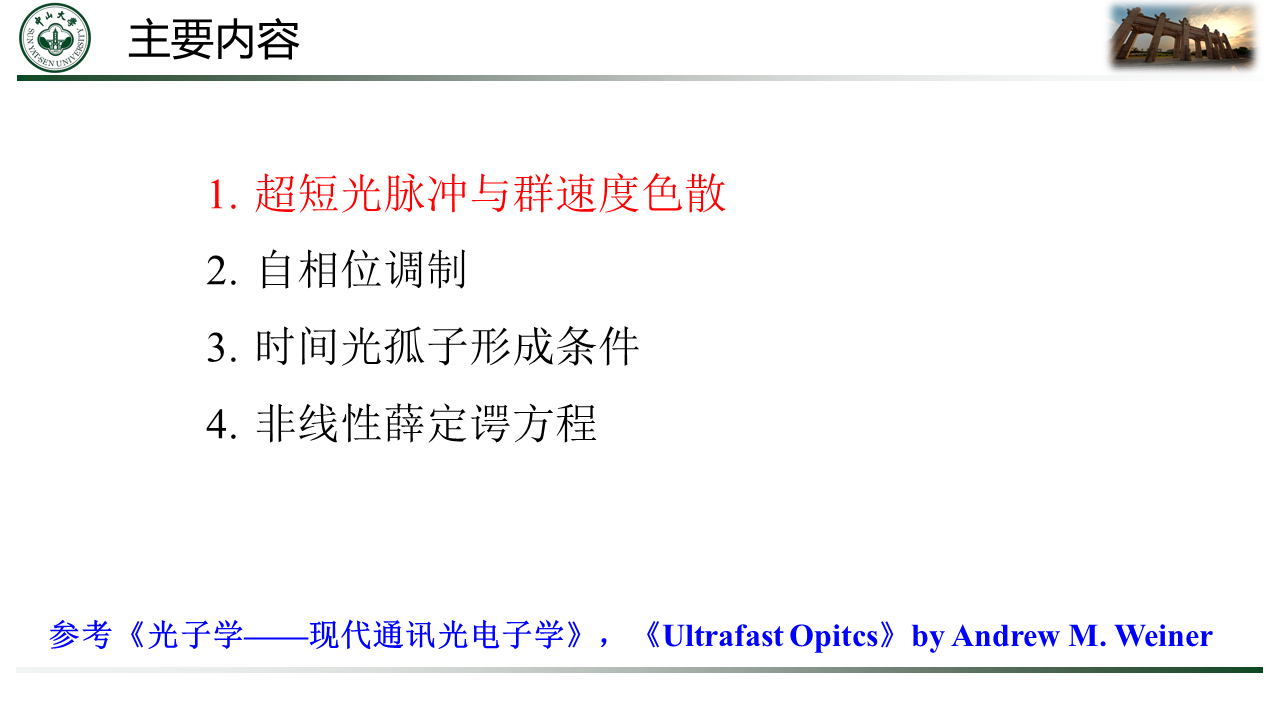 中山大学
SUN YAT-SEN UNIVERSITY
主要内容
1. 超短光脉冲与群速度色散
2. 自相位调制
3. 时间光孤子形成条件
4. 非线性薛定谔方程
参考《光子学——现代通讯光电子学》，《Ultrafast Opitcs》by Andrew M. Weiner